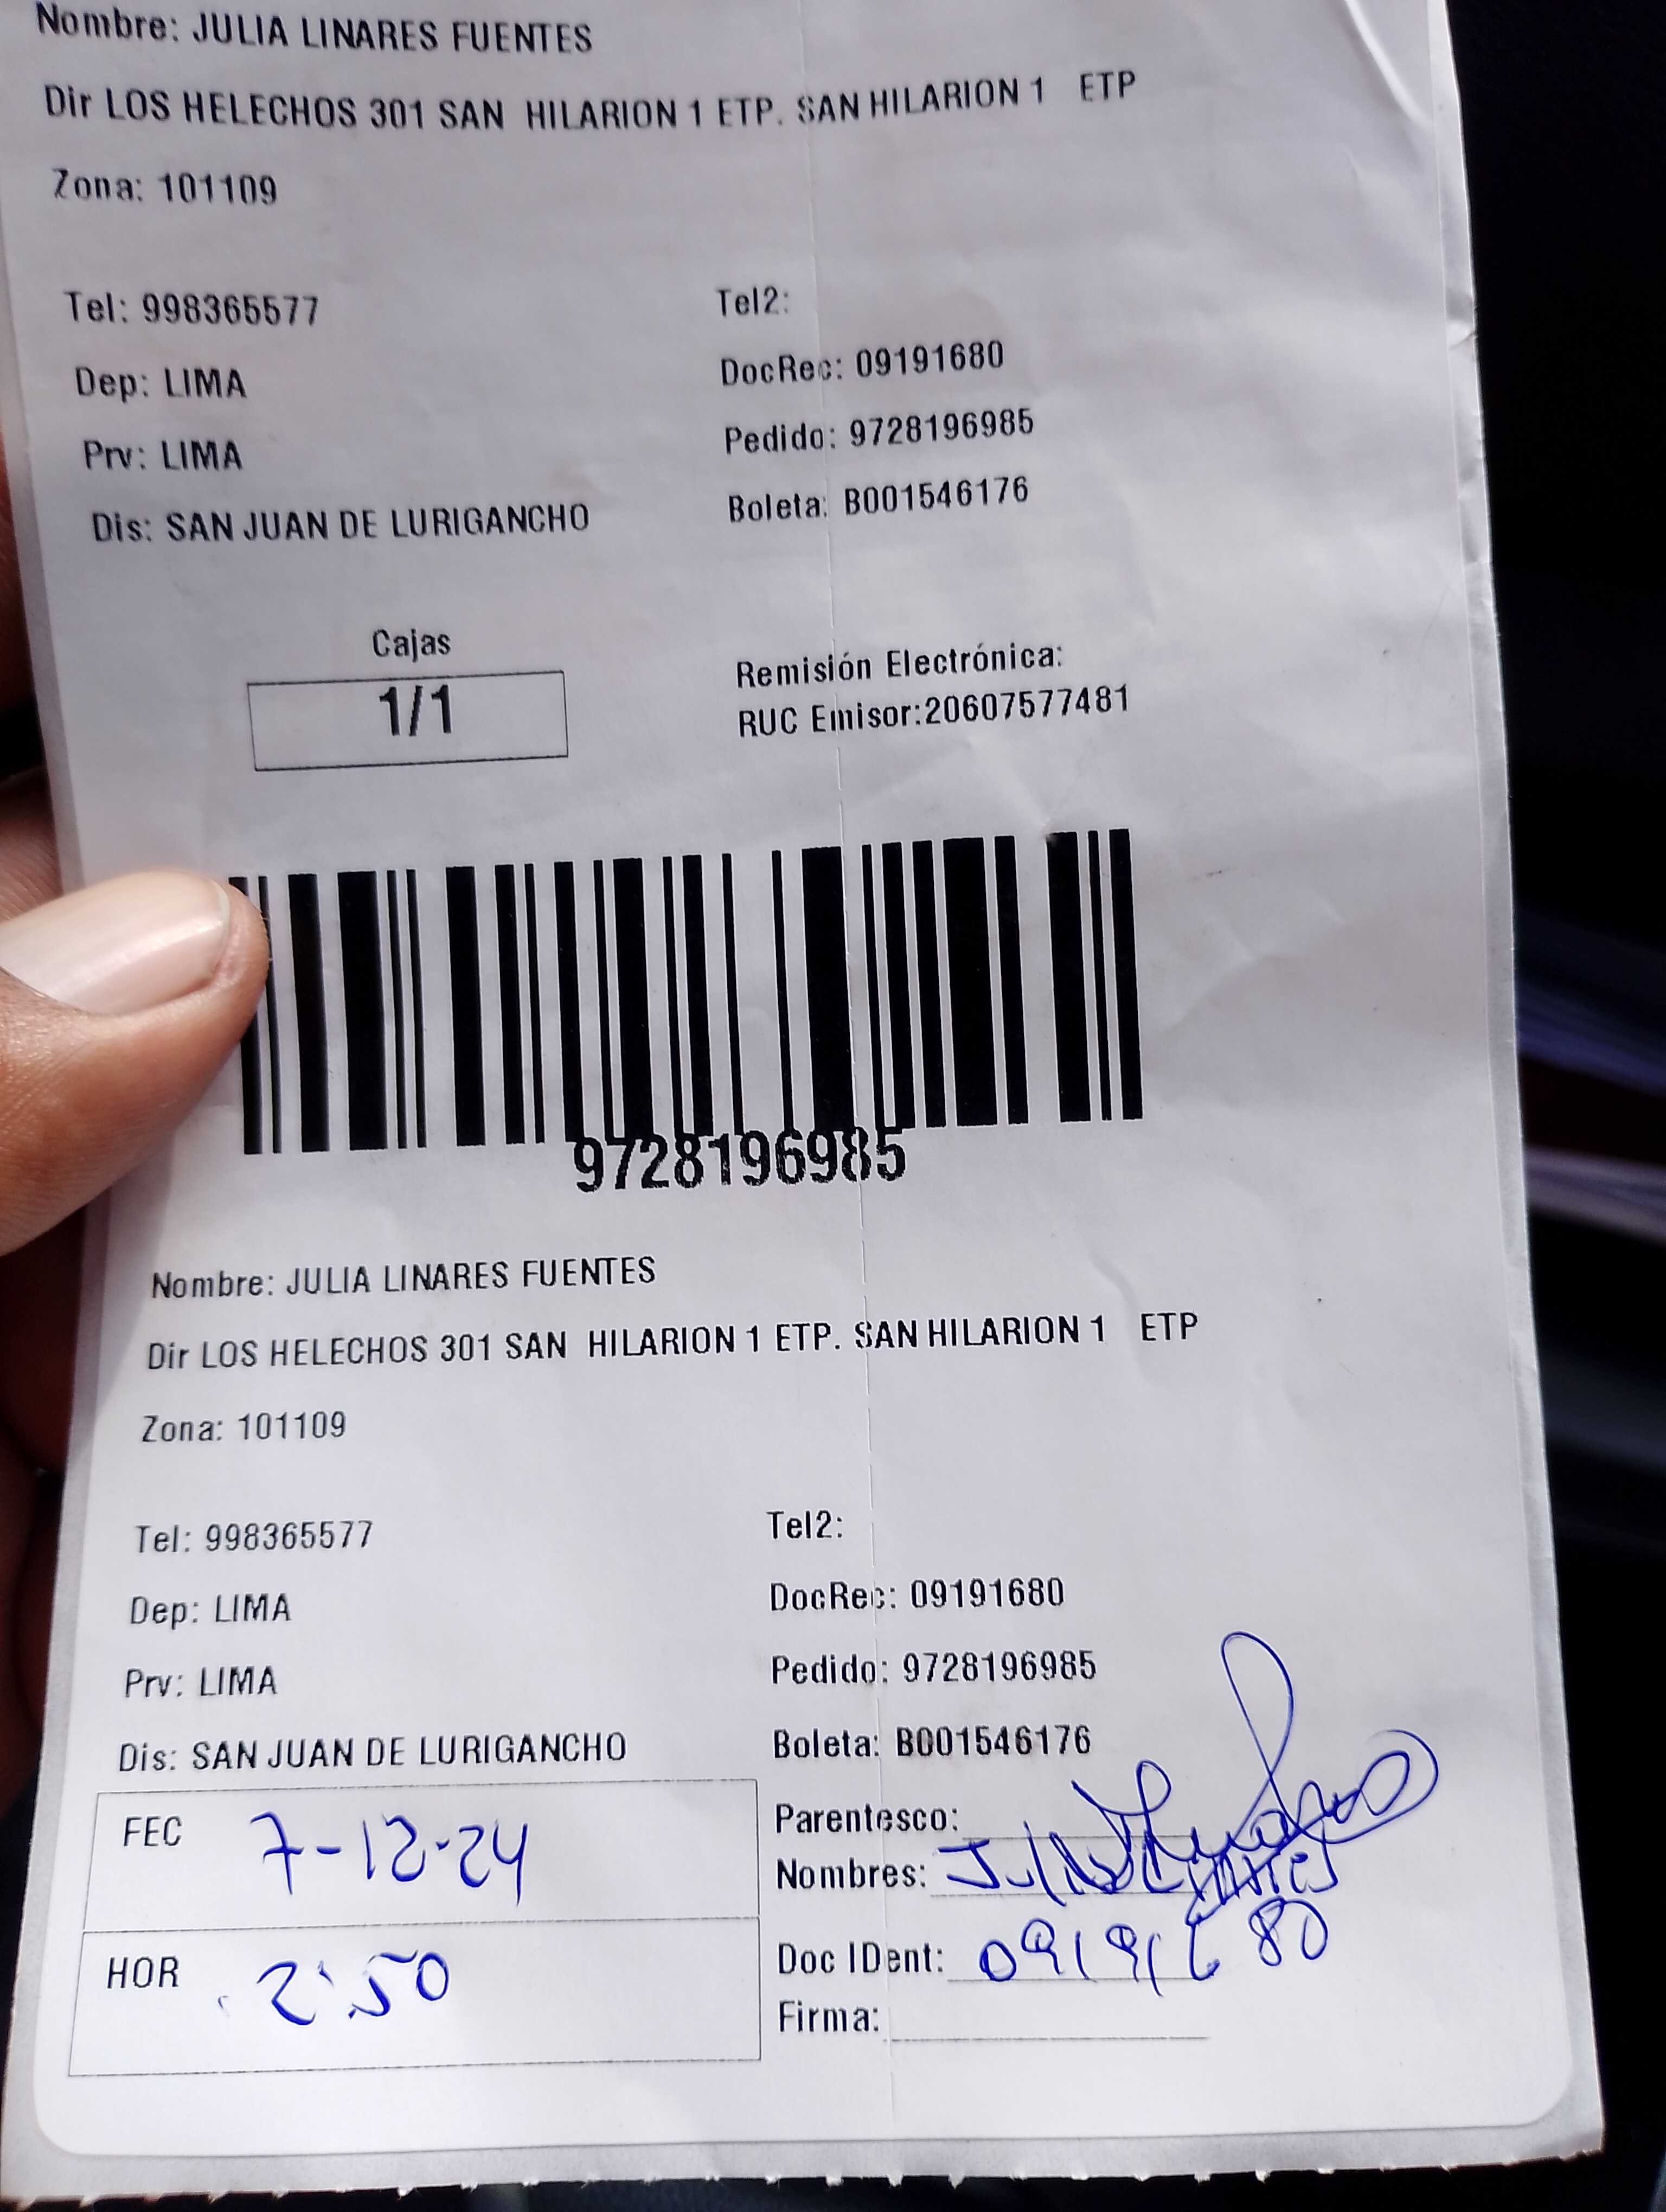 Nombre: JULIA LINARES FUENTES
Dir LOS HELECHOS 301 SAN HILARION 1 ETP. SAN HILARION 1 ETP
Zona: 101109
Tel: 998365577
Tel2:
Dep: LIMA
DocRec: 09191680
Prv: LIMA
Pedido: 9728196985
Dis: SAN JUAN DE LURIGANCHO
Boleta: B001546176
Cajas
1/1
Remisión Electrónica:
RUC Emisor:20607577481
9728196985
Nombre: JULIA LINARES FUENTES
Dir LOS HELECHOS 301 SAN HILARION 1 ETP. SAN HILARION 1 ETP
Zona: 101109
Tel: 998365577
Tel2:
Dep: LIMA
DocRec: 09191680
Prv: LIMA
Pedido: 9728196985
Dis: SAN JUAN DE LURIGANCHO
Boleta: B001546176
FEC 7-12-24
Parentesco:
Nombres: Julia Linares
HOR 2:50
Doc IDent: 09191680
Firma: